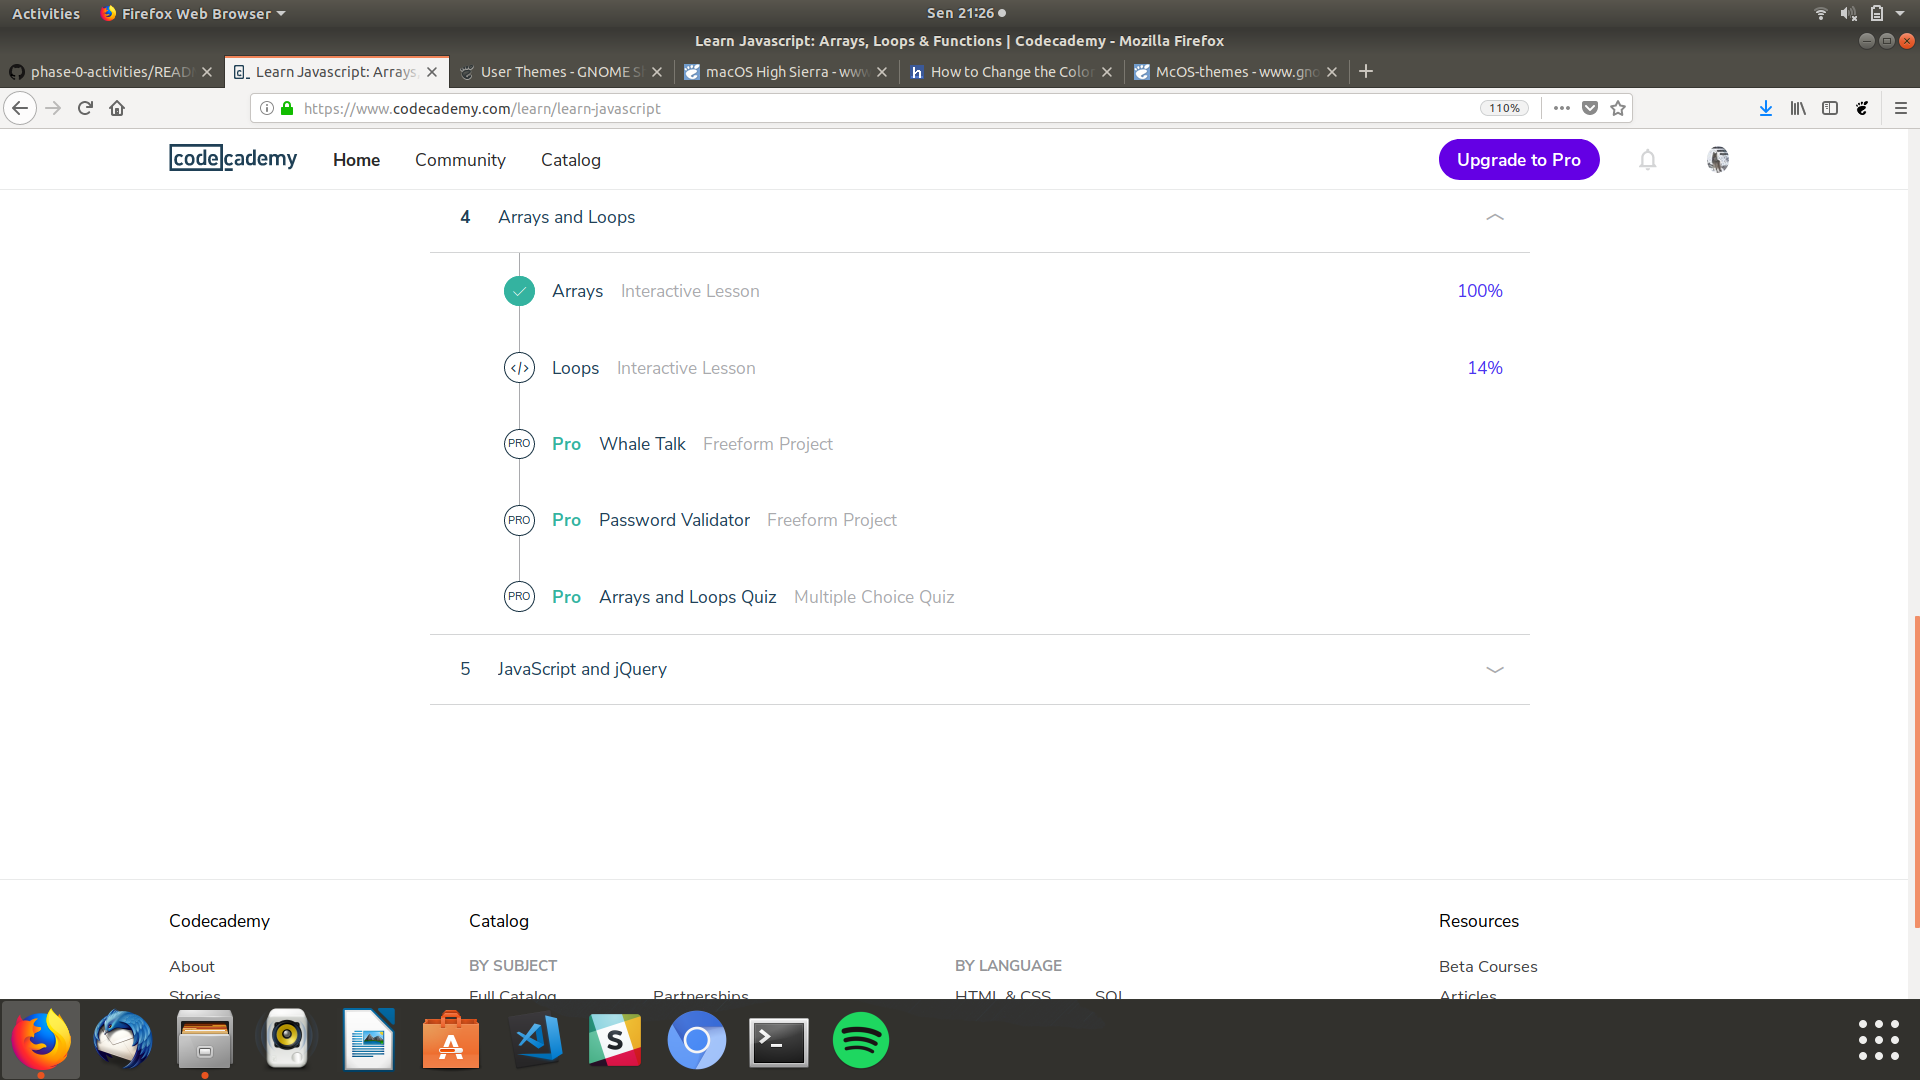 Activities Firefox Web Browser Sen 21:26
Learn Javascript: Arrays, Loops & Functions | Codecademy - Mozilla Firefox
phase-0-activities/READ Learn Javascript: Arrays, User Themes - GNOME S macOS High Sierra - www How to Change the Color McOS-themes - www.gno
https://www.codecademy.com/learn/learn-javascript 110%
codecademy Home Community Catalog Upgrade to Pro
4 Arrays and Loops
Arrays Interactive Lesson 100%
</> Loops Interactive Lesson 14%
PRO Pro Whale Talk Freeform Project
PRO Pro Password Validator Freeform Project
PRO Pro Arrays and Loops Quiz Multiple Choice Quiz
5 JavaScript and jQuery
Codecademy Catalog Resources
About BY SUBJECT BY LANGUAGE Beta Courses
Stories Full Catalog Partnerships HTML & CSS SQL Articles